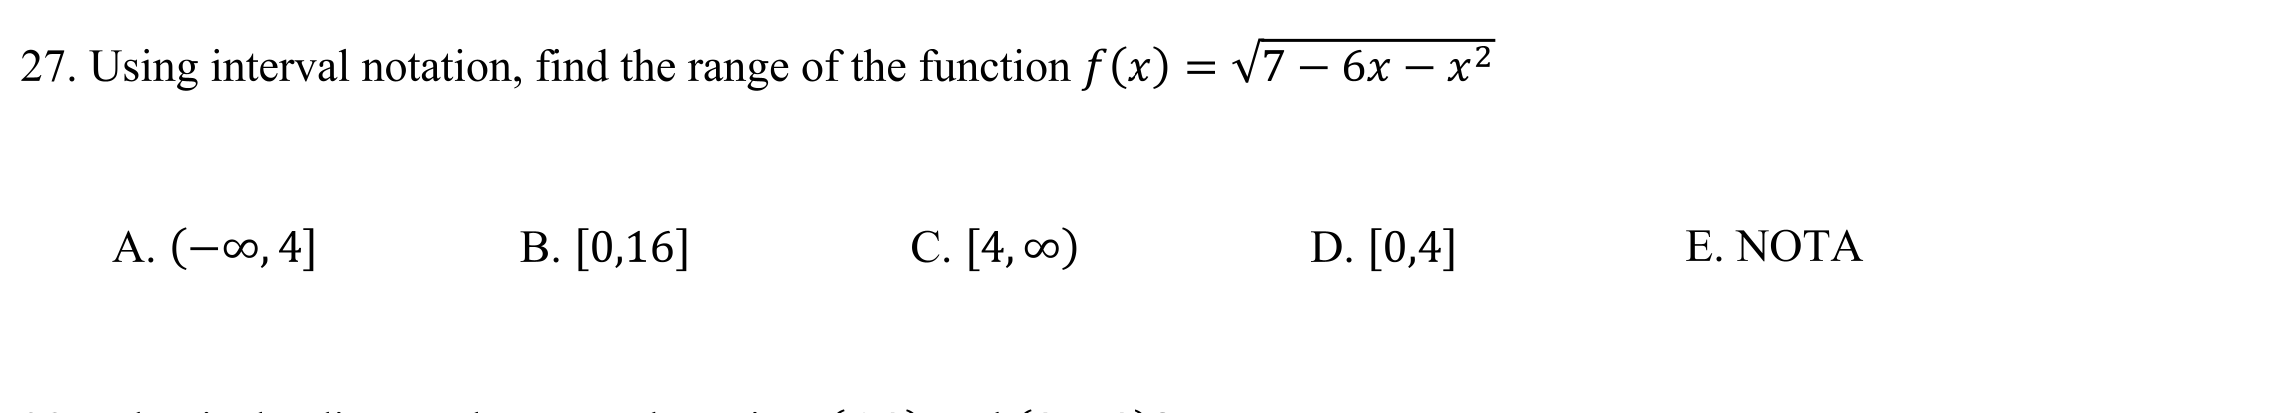 27. Using interval notation, find the range of the function f(x) = √7 − 6x − x²
A. (−∞, 4] B. [0,16] C. [4, ∞) D. [0,4] E. NOTA